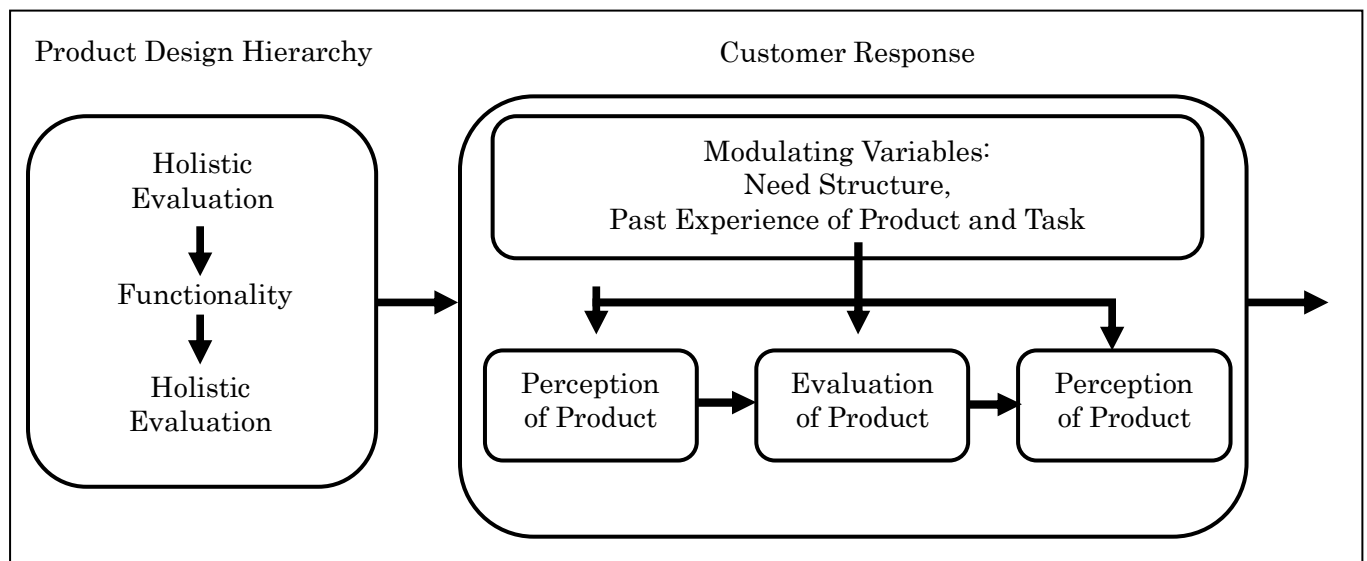 Product Design Hierarchy
Customer Response
Holistic
Evaluation
Functionality
Holistic
Evaluation
Modulating Variables:
Need Structure,
Past Experience of Product and Task
Perception
of Product
Evaluation
of Product
Perception
of Product